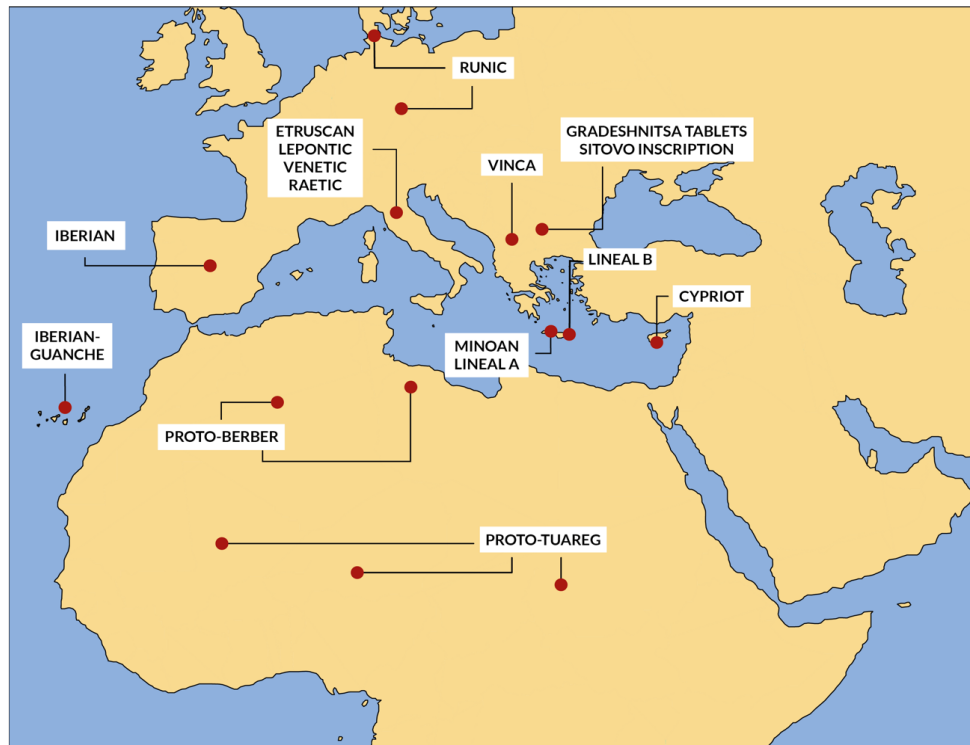 RUNIC
ETRUSCAN
LEPONTIC
VENETIC
RAETIC
GRADESHNITSA TABLETS
SITOVO INSCRIPTION
VINCA
IBERIAN
LINEAL B
CYPRIOT
IBERIAN-
GUANCHE
MINOAN
LINEAL A
PROTO-BERBER
PROTO-TUAREG